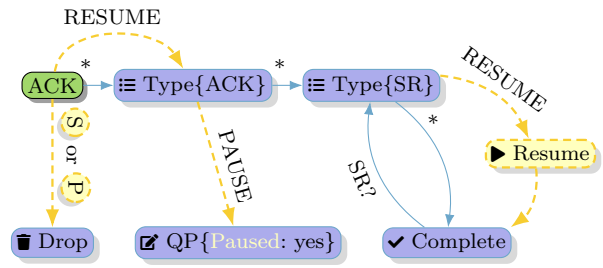 RESUME
ACK
*
Type{ACK}
*
Type{SR}
RESUME
S or P
PAUSE
SR?
*
Resume
Drop
QP{Paused: yes}
Complete